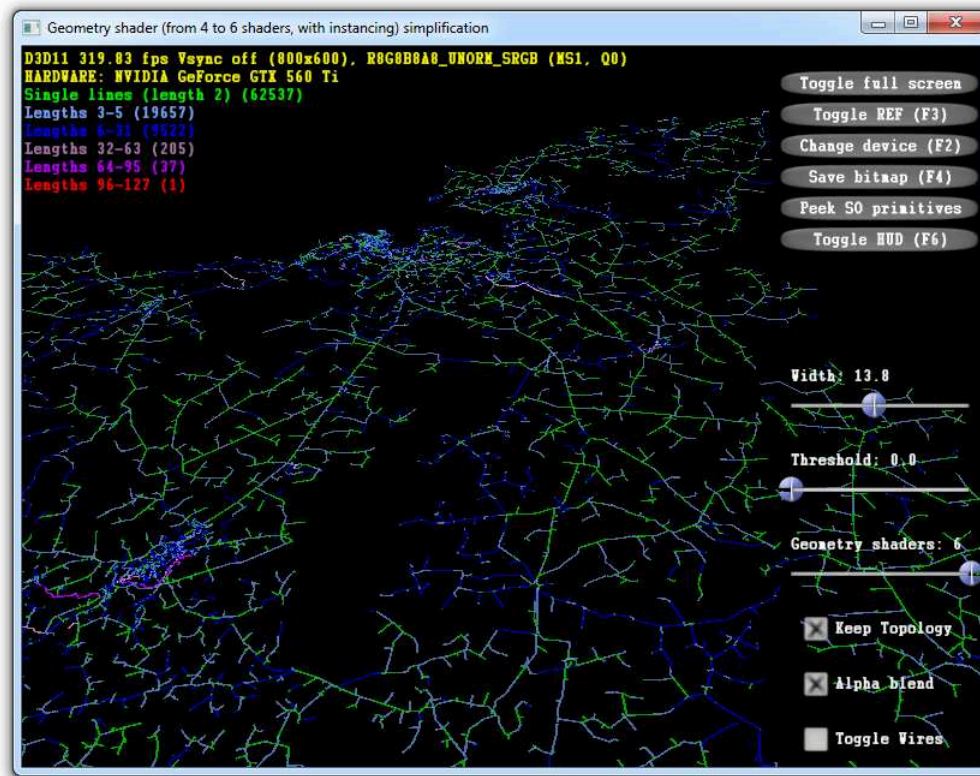 Geometry shader (from 4 to 6 shaders, with instancing) simplification
D3D11 319.83 fps Vsync off (800x600), R8G8B8A8_UNORM_SRGB (MS1, Q0)
HARDWARE: NVIDIA GeForce GTX 560 Ti
Single lines (length 2) (62537)
Lengths 3-5 (19657)
Lengths 6-31 (9522)
Lengths 32-63 (205)
Lengths 64-95 (37)
Lengths 96-127 (1)
Toggle full screen
Toggle REF (F3)
Change device (F2)
Save bitmap (F4)
Peek SO primitives
Toggle HUD (F6)
Width: 13.8
Threshold: 0.0
Geometry shaders: 6
Keep Topology
Alpha blend
Toggle Wires